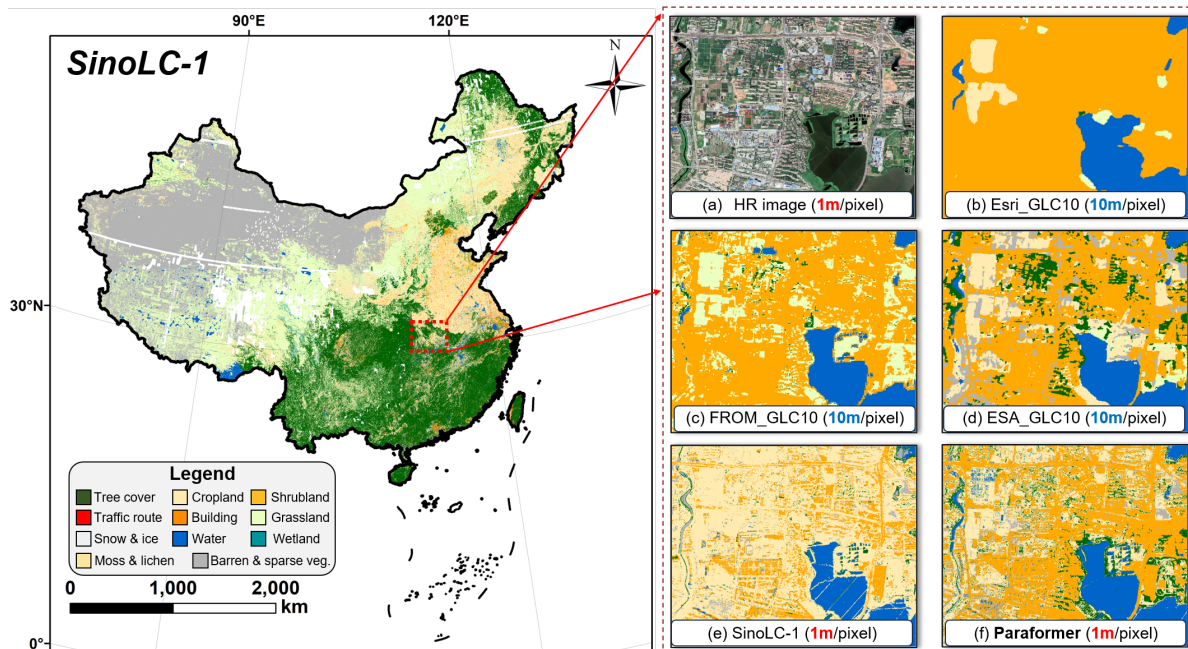 90°E
120°E
SinoLC-1
N
30°N
0°
Legend
Tree cover
Cropland
Shrubland
Traffic route
Building
Grassland
Snow & ice
Water
Wetland
Moss & lichen
Barren & sparse veg.
0
1,000
2,000
km
(a) HR image (1m/pixel)
(b) Esri_GLC10 (10m/pixel)
(c) FROM_GLC10 (10m/pixel)
(d) ESA_GLC10 (10m/pixel)
(e) SinoLC-1 (1m/pixel)
(f) Paraformer (1m/pixel)